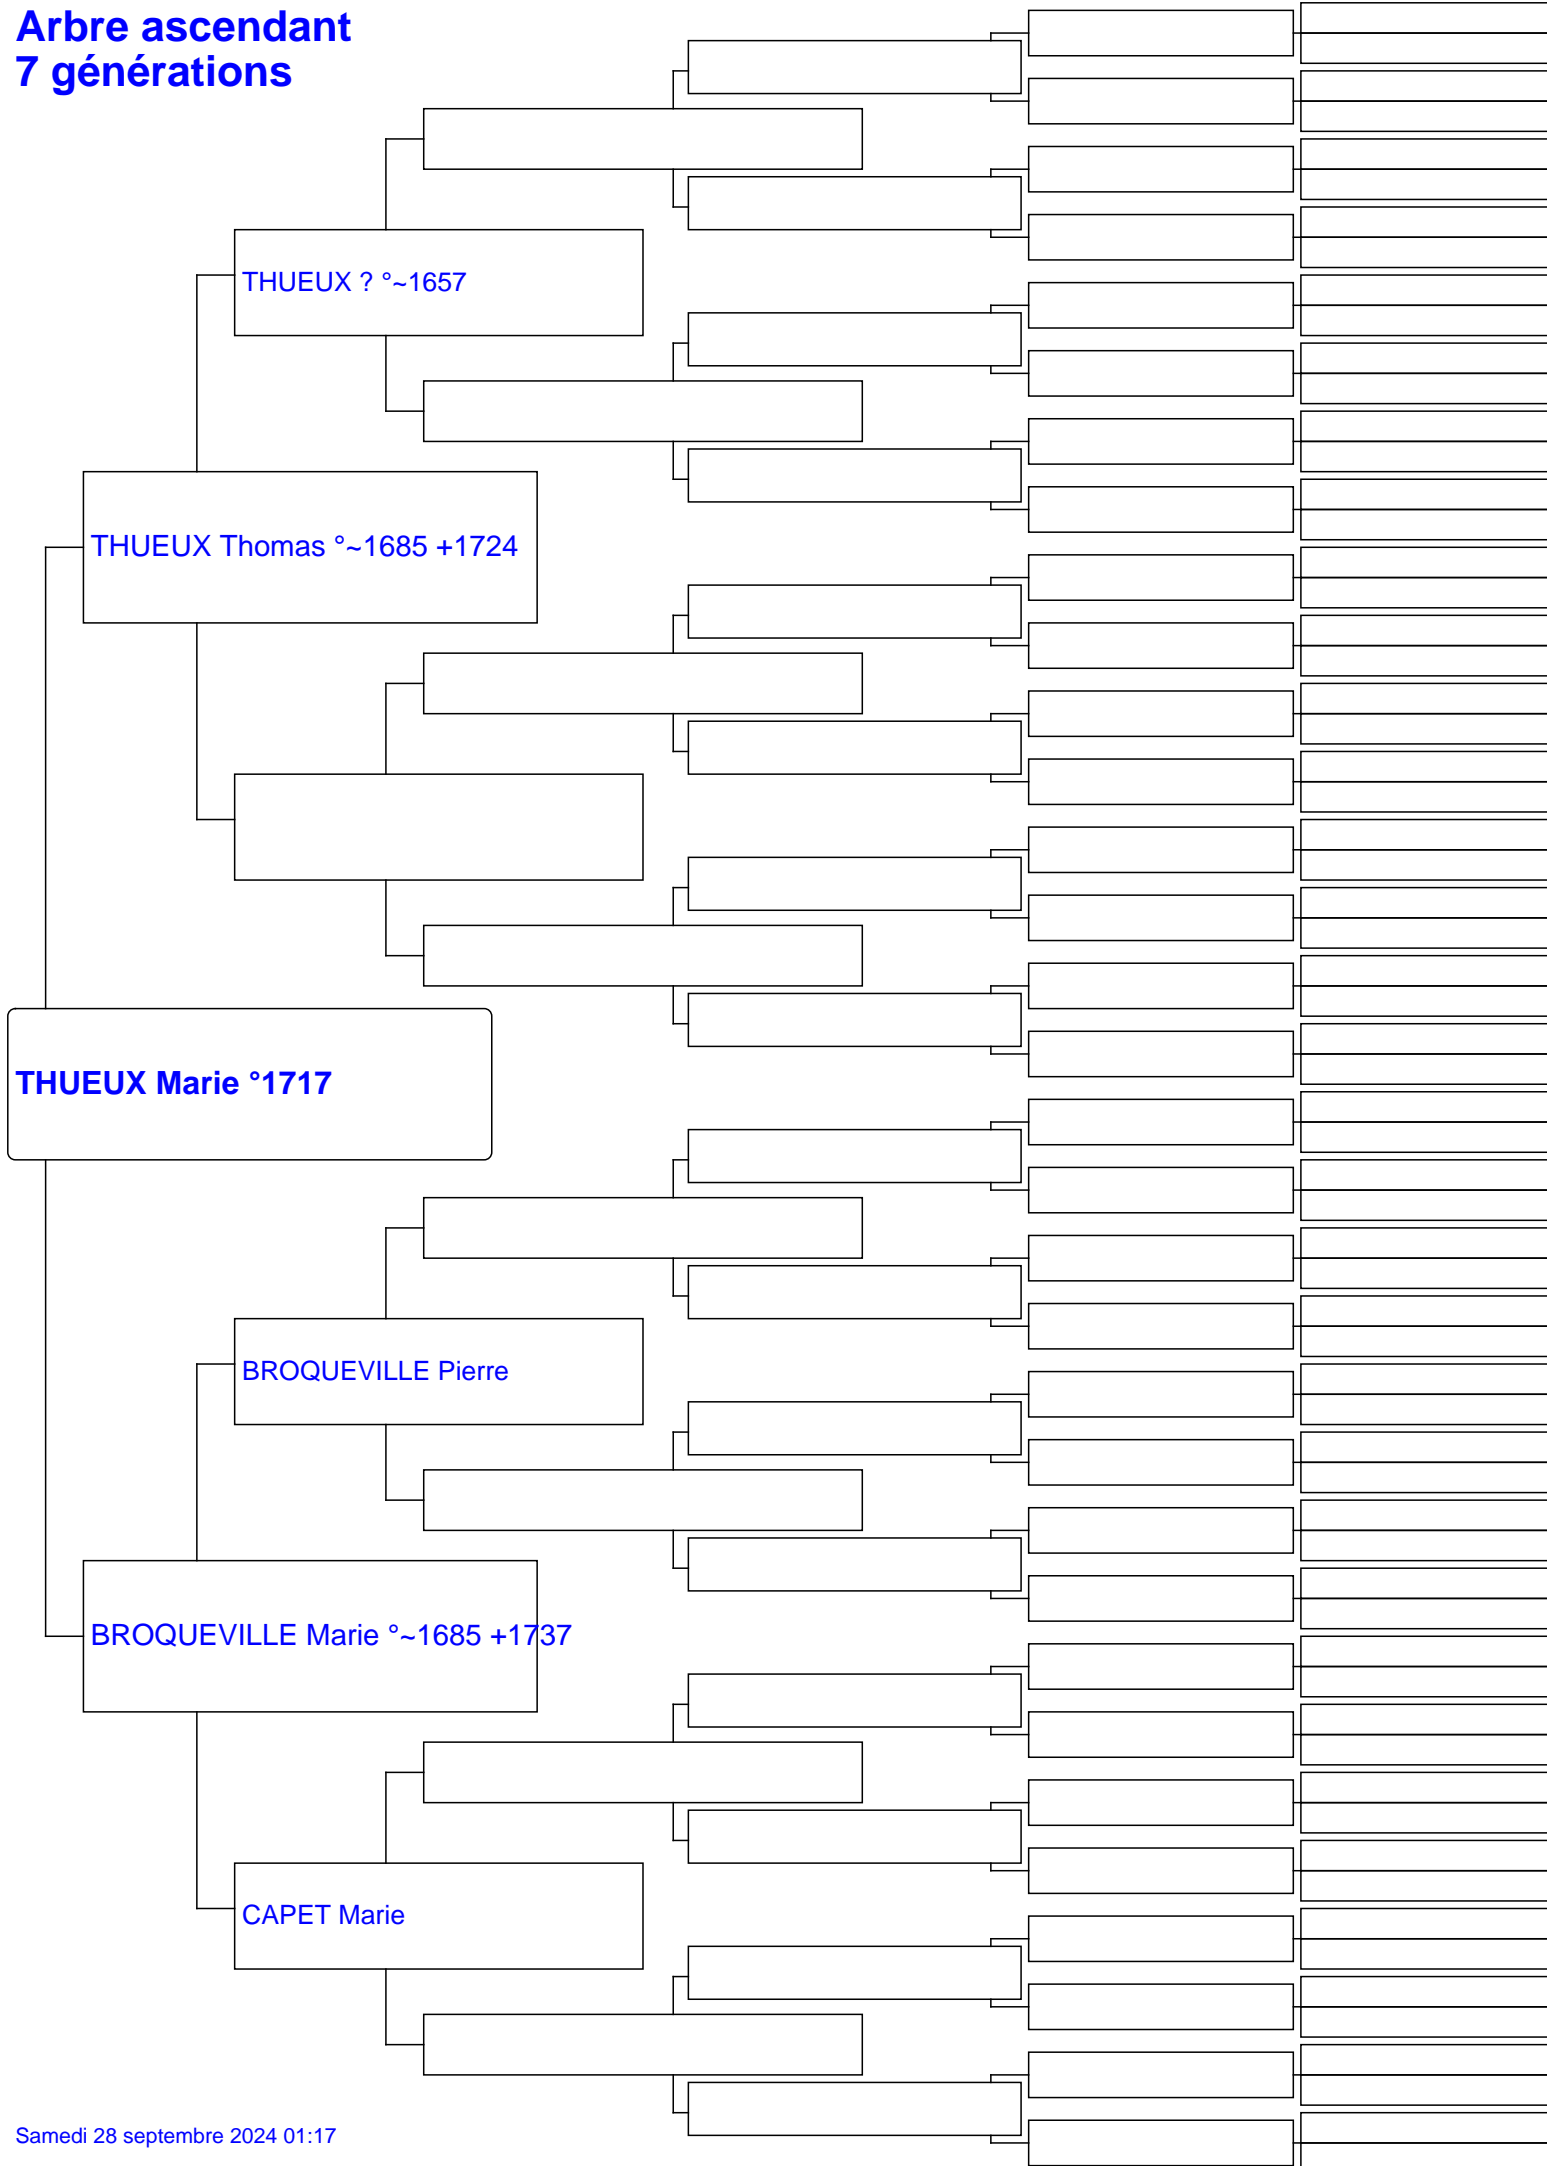 Arbre ascendant
7 générations
THUEUX ? °~1657
THUEUX Thomas °~1685 +1724
THUEUX Marie °1717
BROQUEVILLE Pierre
BROQUEVILLE Marie °~1685 +1737
CAPET Marie
Samedi 28 septembre 2024 01:17